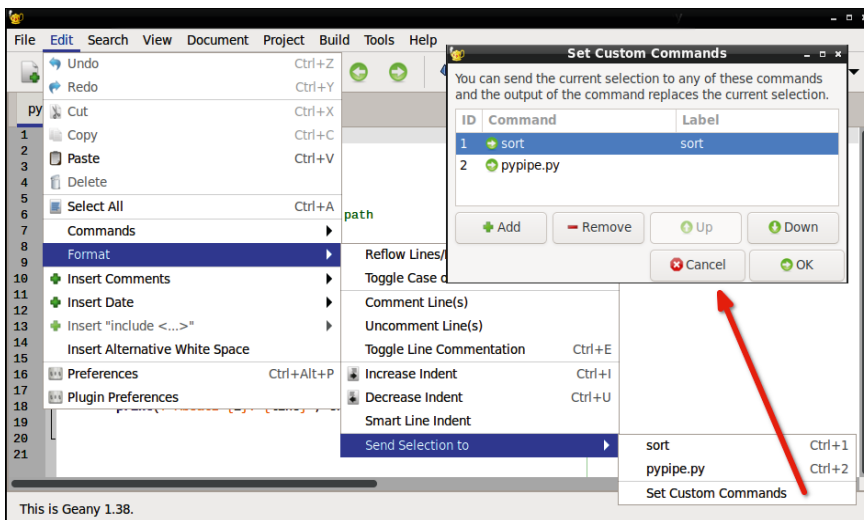 File Edit Search View Document Project Build Tools Help
Undo Ctrl+Z
Redo Ctrl+Y
Cut Ctrl+X
Copy Ctrl+C
Paste Ctrl+V
Delete
Select All Ctrl+A
Commands
Format
Insert Comments
Insert Date
Insert "include <...>"
Insert Alternative White Space
Preferences Ctrl+Alt+P
Plugin Preferences
py
1
2
3
4
5
6
7
8
9
10
11
12
13
14
15
16
17
18
19
20
21
path
Reflow Lines/
Toggle Case o
Comment Line(s)
Uncomment Line(s)
Toggle Line Commentation Ctrl+E
Increase Indent Ctrl+I
Decrease Indent Ctrl+U
Smart Line Indent
Send Selection to
sort Ctrl+1
pypipe.py Ctrl+2
Set Custom Commands
Set Custom Commands
You can send the current selection to any of these commands
and the output of the command replaces the current selection.
ID Command Label
1 sort sort
2 pypipe.py
Add Remove Up Down
Cancel OK
This is Geany 1.38.